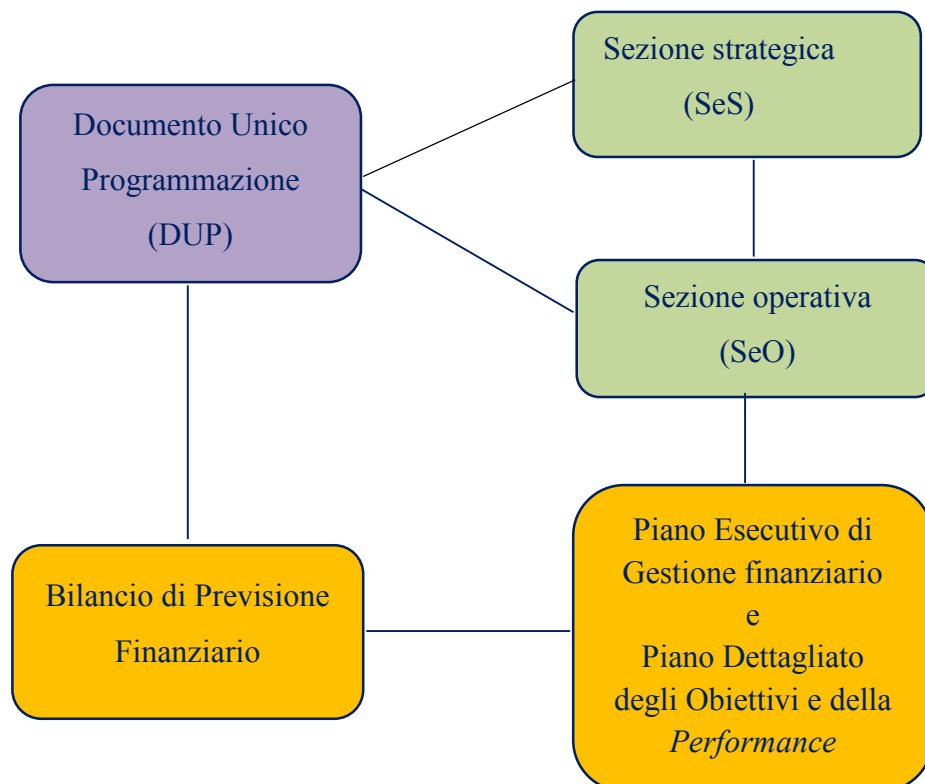 Documento Unico
Programmazione
(DUP)
Sezione strategica
(SeS)
Sezione operativa
(SeO)
Bilancio di Previsione
Finanziario
Piano Esecutivo di
Gestione finanziario
e
Piano Dettagliato
degli Obiettivi e della
Performance